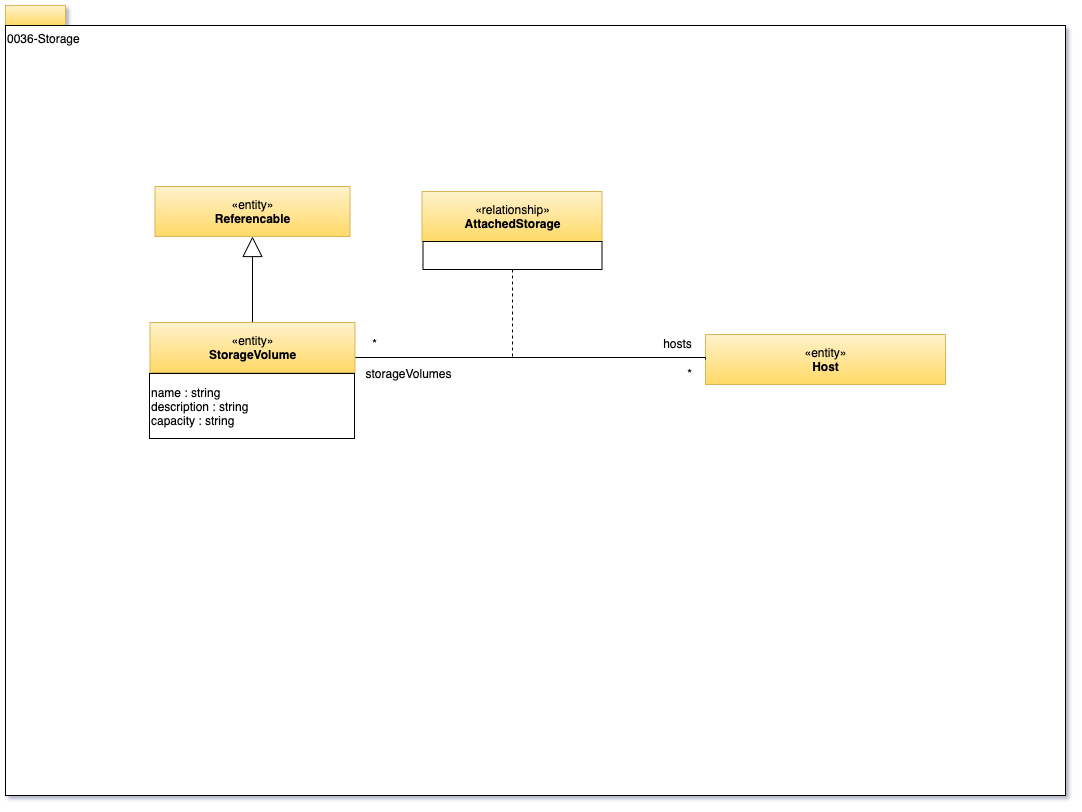 0036-Storage
«entity»
Referencable
«relationship»
AttachedStorage
«entity»
StorageVolume
name : string
description : string
capacity : string
*
storageVolumes
hosts
*
«entity»
Host